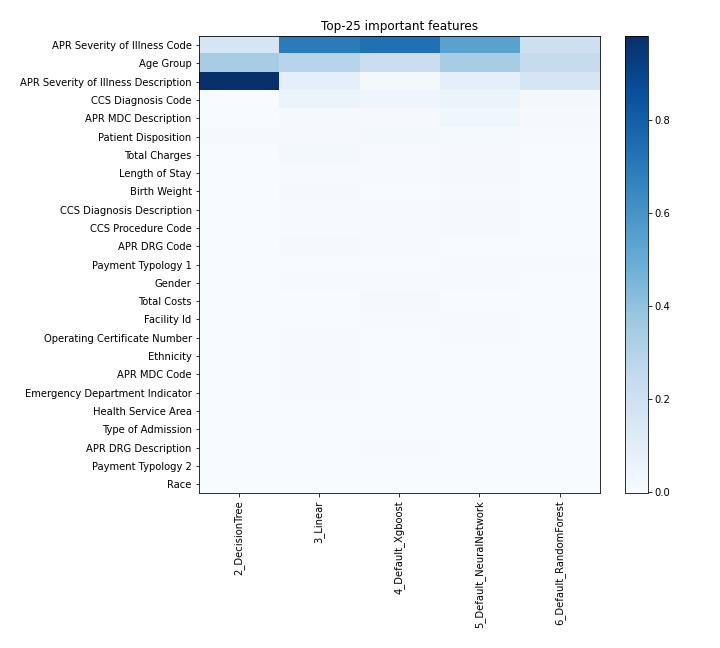 Top-25 important features
APR Severity of Illness Code
Age Group
APR Severity of Illness Description
CCS Diagnosis Code
APR MDC Description
Patient Disposition
Total Charges
Length of Stay
Birth Weight
CCS Diagnosis Description
CCS Procedure Code
APR DRG Code
Payment Typology 1
Gender
Total Costs
Facility Id
Operating Certificate Number
Ethnicity
APR MDC Code
Emergency Department Indicator
Health Service Area
Type of Admission
APR DRG Description
Payment Typology 2
Race
2_DecisionTree
3_Linear
4_Default_Xgboost
5_Default_NeuralNetwork
6_Default_RandomForest
0.8
0.6
0.4
0.2
0.0